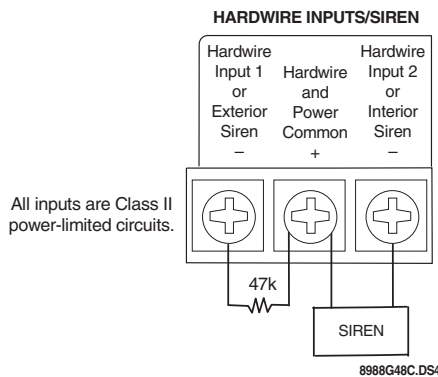 HARDWIRE INPUTS/SIREN
Hardwire
Input 1
or
Exterior
Siren
–
Hardwire
and
Power
Common
+
Hardwire
Input 2
or
Interior
Siren
–
All inputs are Class II
power-limited circuits.
47k
SIREN
8988G48C.DS4